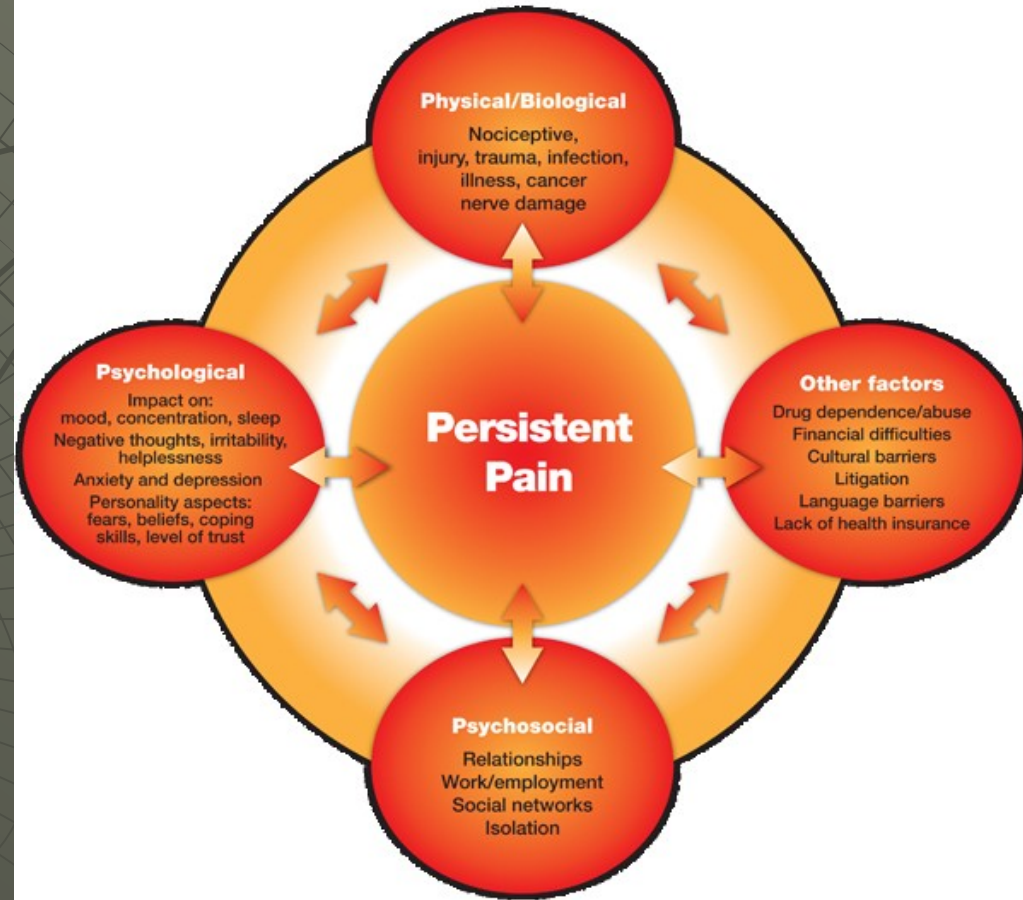 Physical/Biological
Nociceptive,
injury, trauma, infection,
illness, cancer
nerve damage
Psychological
Impact on:
mood, concentration, sleep
Negative thoughts, irritability,
helplessness
Anxiety and depression
Personality aspects:
fears, beliefs, coping
skills, level of trust
Persistent
Pain
Other factors
Drug dependence/abuse
Financial difficulties
Cultural barriers
Litigation
Language barriers
Lack of health insurance
Psychosocial
Relationships
Work/employment
Social networks
Isolation